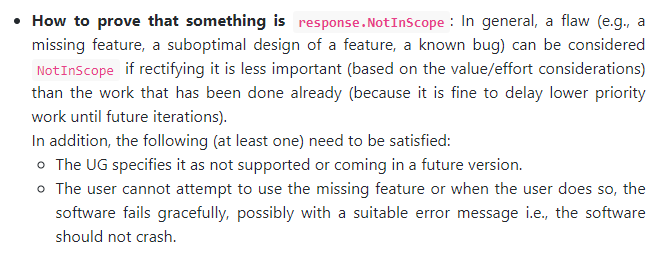 • How to prove that something is response.NotInScope: In general, a flaw (e.g., a
missing feature, a suboptimal design of a feature, a known bug) can be considered
NotInScope if rectifying it is less important (based on the value/effort considerations)
than the work that has been done already (because it is fine to delay lower priority
work until future iterations).
In addition, the following (at least one) need to be satisfied:
◦ The UG specifies it as not supported or coming in a future version.
◦ The user cannot attempt to use the missing feature or when the user does so, the
software fails gracefully, possibly with a suitable error message i.e., the software
should not crash.